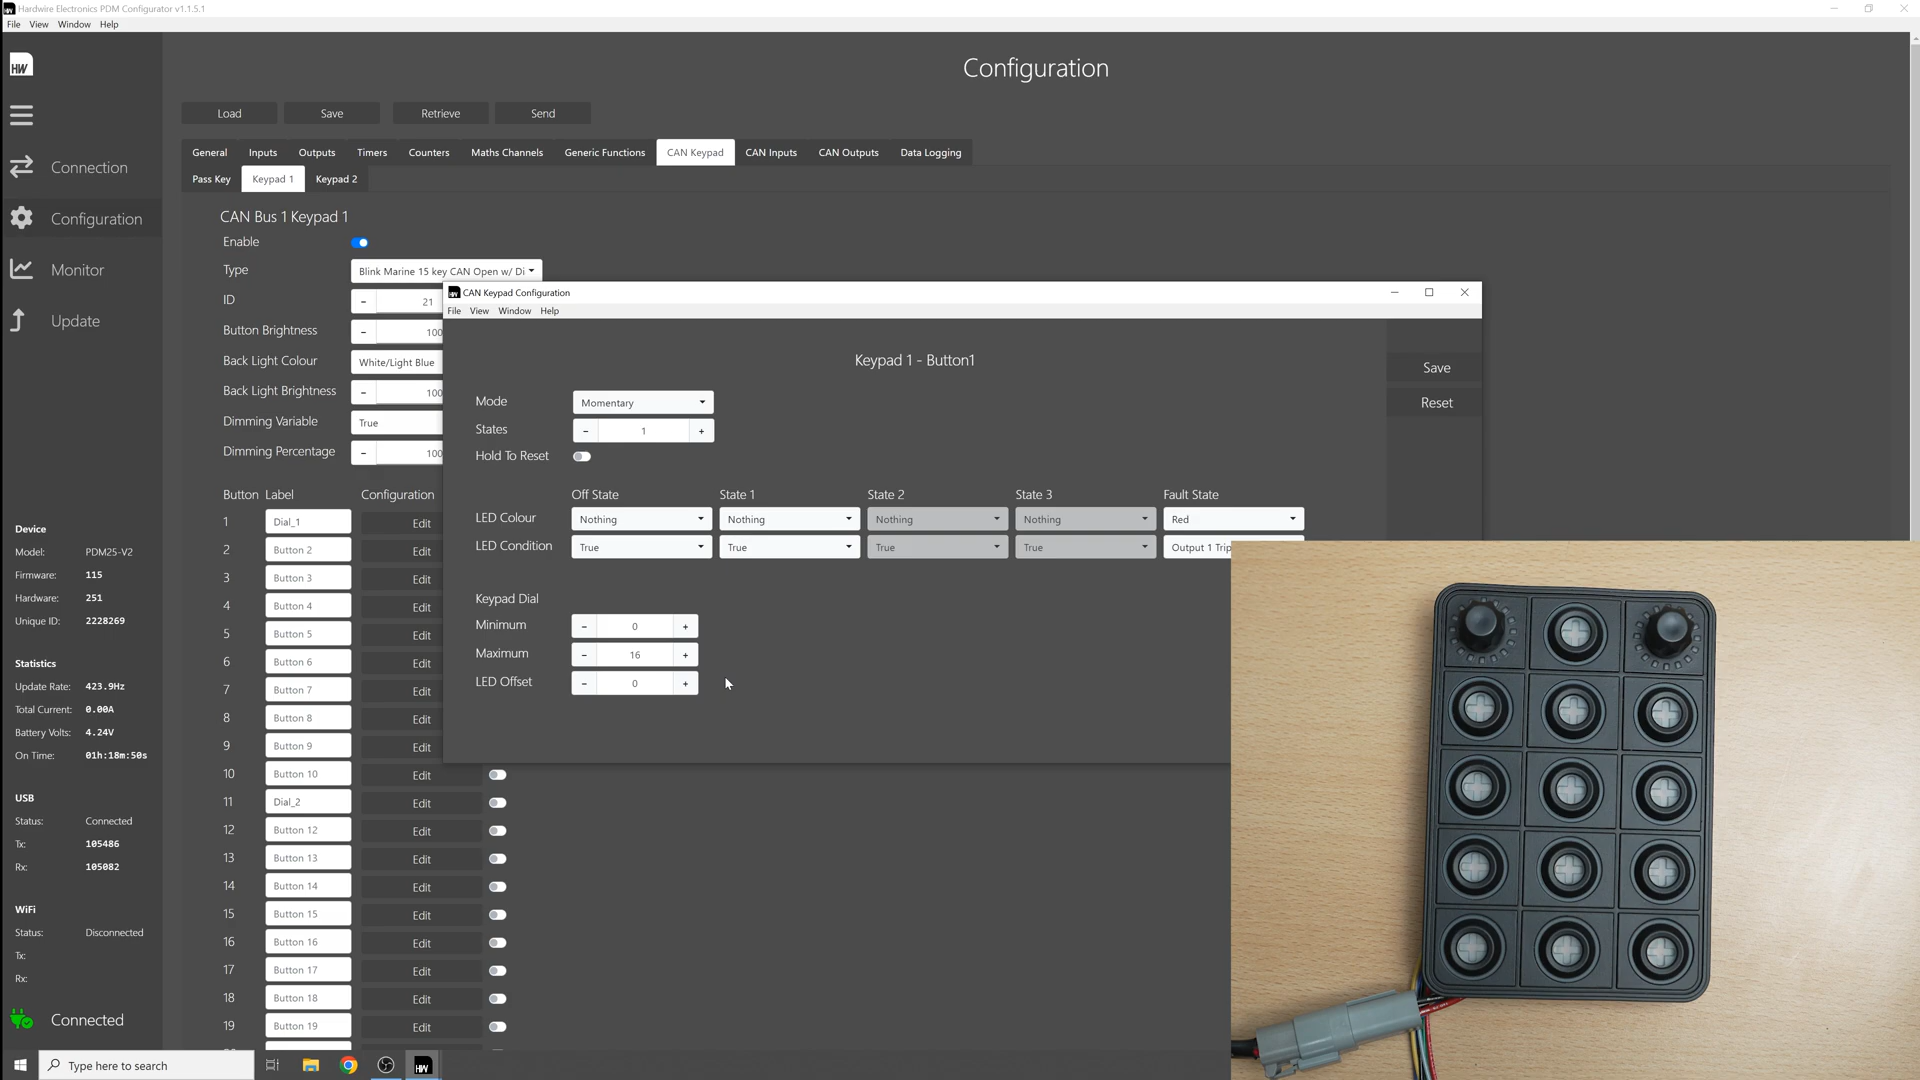 Hardwire Electronics PDM Configurator v1.1.5.1
File View Window Help
HW
Configuration
Load Save Retrieve Send
General Inputs Outputs Timers Counters Maths Channels Generic Functions CAN Keypad CAN Inputs CAN Outputs Data Logging
Pass Key Keypad 1 Keypad 2
Connection
Configuration
Monitor
Update
CAN Bus 1 Keypad 1
Enable
Type Blink Marine 15 key CAN Open w/ Di
ID - 21
Button Brightness - 100
Back Light Colour White/Light Blue
Back Light Brightness - 100
Dimming Variable True
Dimming Percentage - 100
Button Label Configuration
1 Dial_1 Edit
2 Button 2 Edit
3 Button 3 Edit
4 Button 4 Edit
5 Button 5 Edit
6 Button 6 Edit
7 Button 7 Edit
8 Button 8 Edit
9 Button 9 Edit
10 Button 10 Edit
11 Dial_2 Edit
12 Button 12 Edit
13 Button 13 Edit
14 Button 14 Edit
15 Button 15 Edit
16 Button 16 Edit
17 Button 17 Edit
18 Button 18 Edit
19 Button 19 Edit
HW CAN Keypad Configuration
File View Window Help
Keypad 1 - Button1
Save
Reset
Mode Momentary
States - 1 +
Hold To Reset
Off State State 1 State 2 State 3 Fault State
LED Colour Nothing Nothing Nothing Nothing Red
LED Condition True True True True Output 1 Trip
Keypad Dial
Minimum - 0 +
Maximum - 16 +
LED Offset - 0 +
Device
Model: PDM25-V2
Firmware: 115
Hardware: 251
Unique ID: 2228269
Statistics
Update Rate: 423.9Hz
Total Current: 0.00A
Battery Volts: 4.24V
On Time: 01h:18m:50s
USB
Status: Connected
Tx: 105486
Rx: 105082
WiFi
Status: Disconnected
Tx:
Rx:
Connected
Type here to search
HW